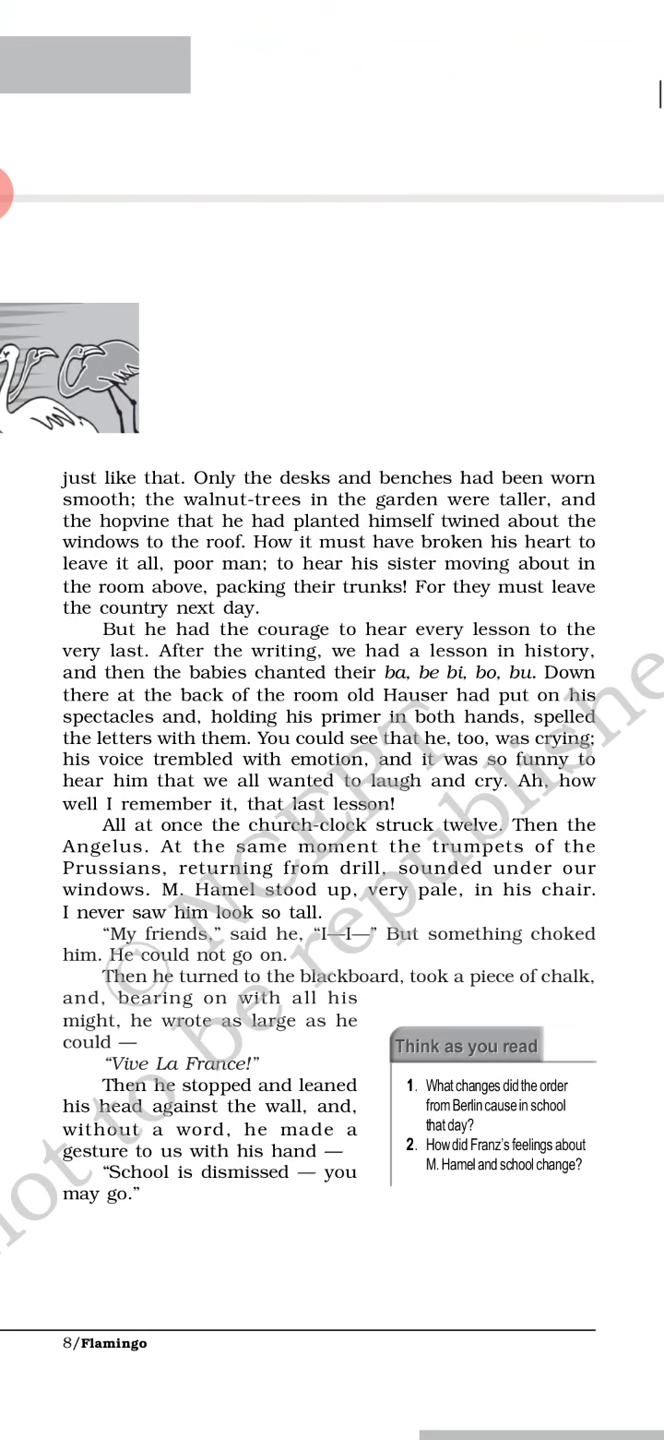 just like that. Only the desks and benches had been worn
smooth; the walnut-trees in the garden were taller, and
the hopvine that he had planted himself twined about the
windows to the roof. How it must have broken his heart to
leave it all, poor man; to hear his sister moving about in
the room above, packing their trunks! For they must leave
the country next day.
But he had the courage to hear every lesson to the
very last. After the writing, we had a lesson in history,
and then the babies chanted their ba, be bi, bo, bu. Down
there at the back of the room old Hauser had put on his
spectacles and, holding his primer in both hands, spelled
the letters with them. You could see that he, too, was crying;
his voice trembled with emotion, and it was so funny to
hear him that we all wanted to laugh and cry. Ah, how
well I remember it, that last lesson!
All at once the church-clock struck twelve. Then the
Angelus. At the same moment the trumpets of the
Prussians, returning from drill, sounded under our
windows. M. Hamel stood up, very pale, in his chair.
I never saw him look so tall.
“My friends,” said he, “I—I—” But something choked
him. He could not go on.
Then he turned to the blackboard, took a piece of chalk,
and, bearing on with all his
might, he wrote as large as he
could —
“Vive La France!”
Then he stopped and leaned
his head against the wall, and,
without a word, he made a
gesture to us with his hand —
“School is dismissed — you
may go.”
Think as you read
1. What changes did the order
from Berlin cause in school
that day?
2. How did Franz’s feelings about
M. Hamel and school change?
8/Flamingo
© NCERT
not to be republishe